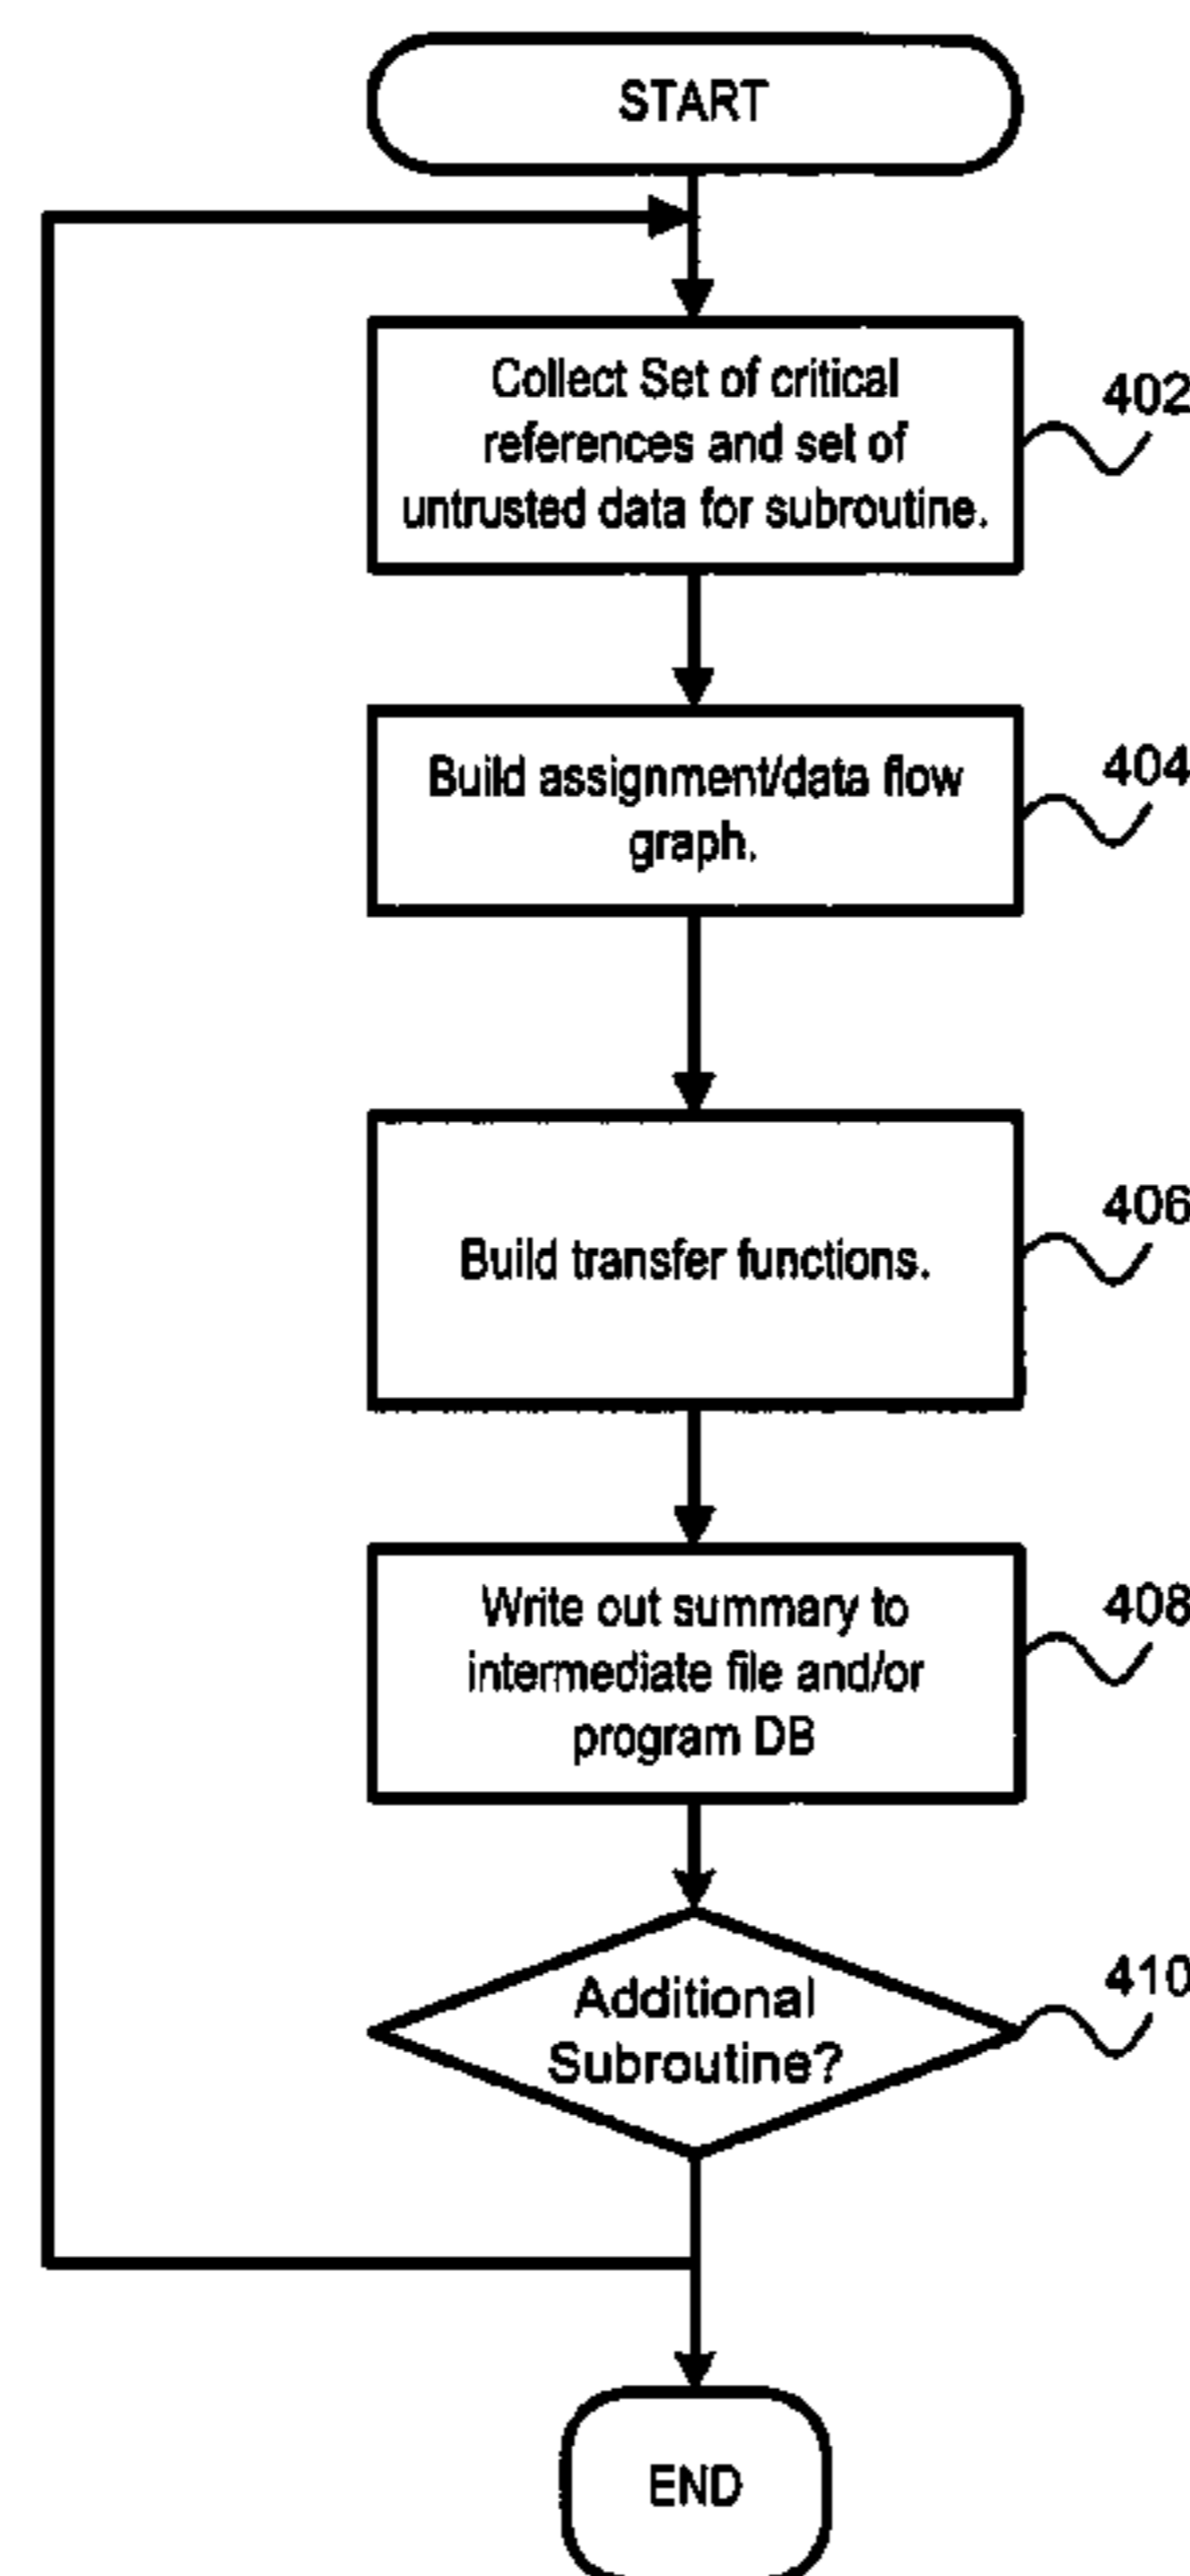 START
Collect Set of critical
references and set of
untrusted data for subroutine.
402
Build assignment/data flow
graph.
404
Build transfer functions.
406
Write out summary to
intermediate file and/or
program DB
408
Additional
Subroutine?
410
END